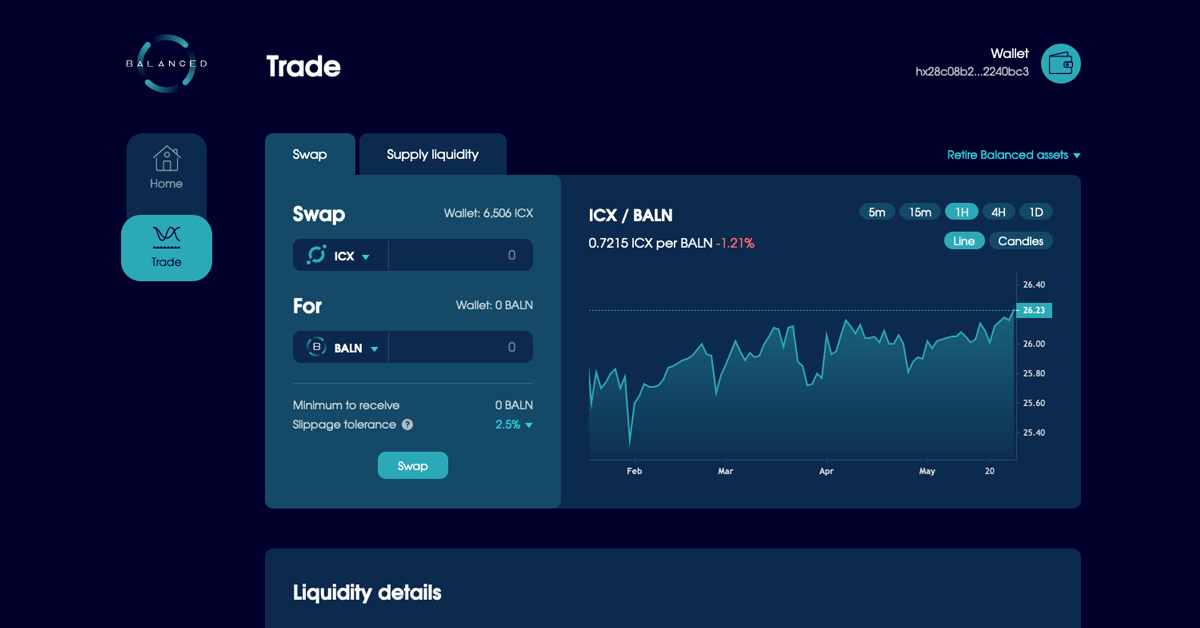 BALANCED
Trade
Wallet
hx28c08b2...2240bc3
Home
Trade
Swap
Supply liquidity
Retire Balanced assets
Swap
Wallet: 6,506 ICX
ICX
0
For
Wallet: 0 BALN
B
BALN
0
Minimum to receive
0 BALN
Slippage tolerance ?
2.5%
Swap
ICX / BALN
5m 15m 1H 4H 1D
0.7215 ICX per BALN -1.21%
Line Candles
26.40
26.23
26.00
25.80
25.60
25.40
Feb Mar Apr May 20
Liquidity details